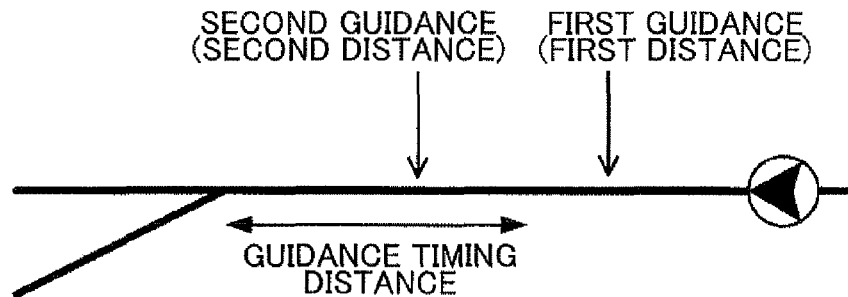 SECOND GUIDANCE
(SECOND DISTANCE)
FIRST GUIDANCE
(FIRST DISTANCE)
GUIDANCE TIMING
DISTANCE